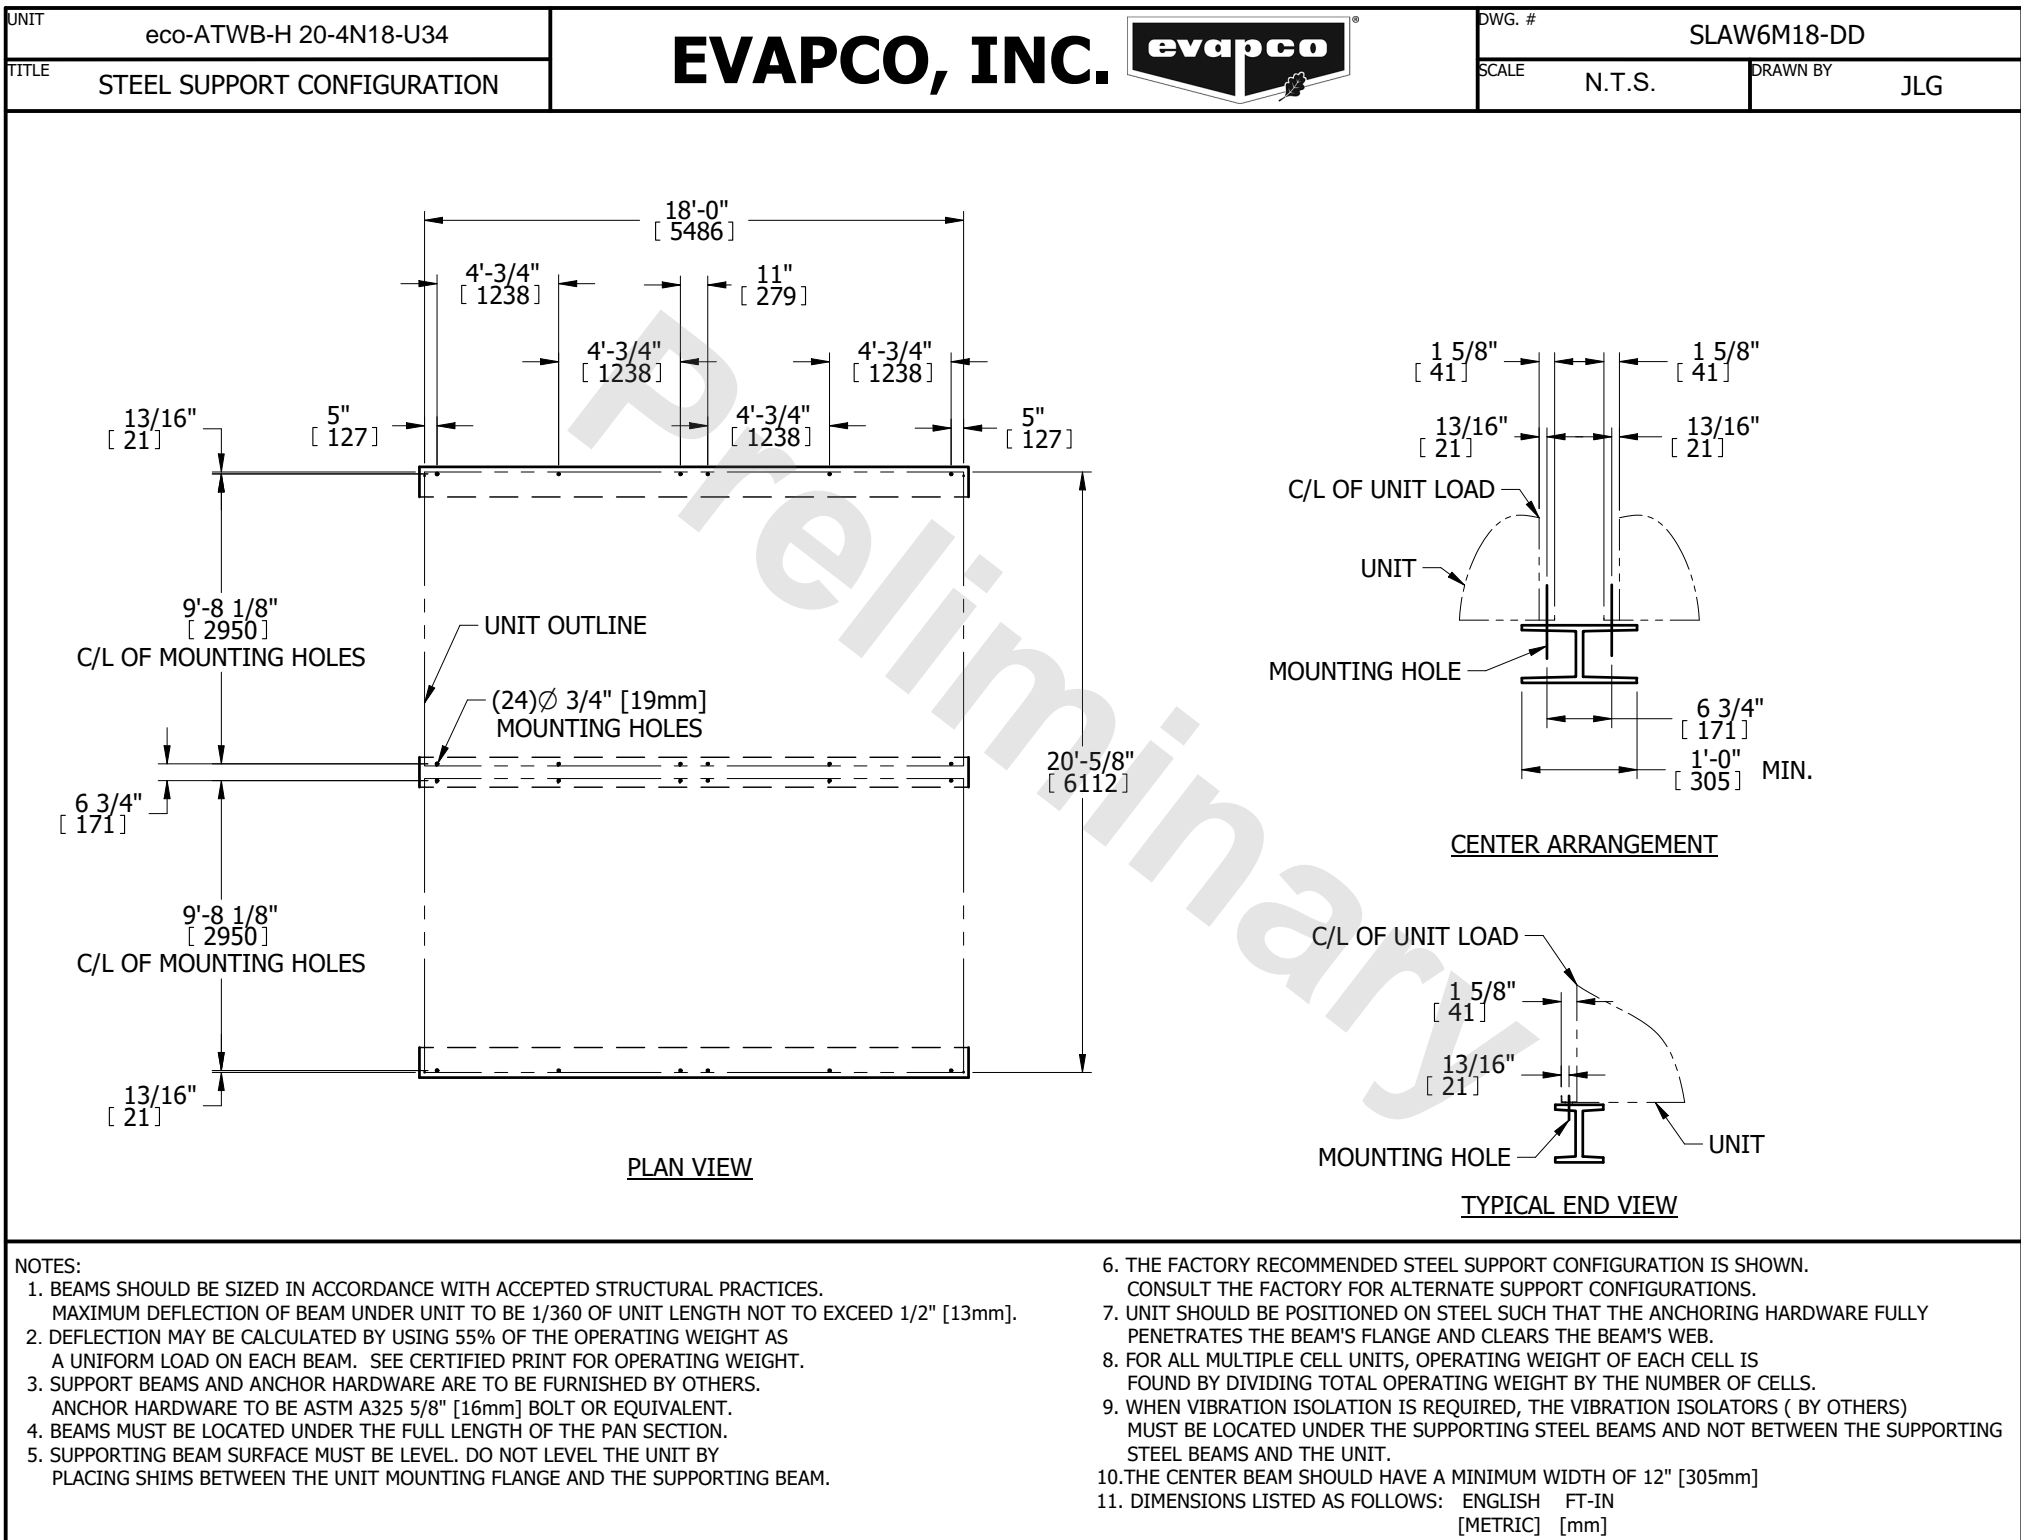 UNIT
eco-ATWB-H 20-4N18-U34
TITLE
STEEL SUPPORT CONFIGURATION
EVAPCO, INC.
evapco
®
DWG. #
SLAW6M18-DD
SCALE
N.T.S.
DRAWN BY
JLG
18'-0"
[ 5486 ]
4'-3/4"
[ 1238 ]
11"
[ 279 ]
4'-3/4"
[ 1238 ]
4'-3/4"
[ 1238 ]
13/16"
[ 21 ]
5"
[ 127 ]
4'-3/4"
[ 1238 ]
5"
[ 127 ]
9'-8 1/8"
[ 2950 ]
C/L OF MOUNTING HOLES
UNIT OUTLINE
(24)∅ 3/4" [19mm]
MOUNTING HOLES
6 3/4"
[ 171 ]
20'-5/8"
[ 6112 ]
9'-8 1/8"
[ 2950 ]
C/L OF MOUNTING HOLES
13/16"
[ 21 ]
PLAN VIEW
Preliminary
1 5/8"
[ 41 ]
1 5/8"
[ 41 ]
13/16"
[ 21 ]
13/16"
[ 21 ]
C/L OF UNIT LOAD
UNIT
MOUNTING HOLE
6 3/4"
[ 171 ]
1'-0"
[ 305 ]
MIN.
CENTER ARRANGEMENT
C/L OF UNIT LOAD
1 5/8"
[ 41 ]
13/16"
[ 21 ]
MOUNTING HOLE
UNIT
TYPICAL END VIEW
NOTES:
1. BEAMS SHOULD BE SIZED IN ACCORDANCE WITH ACCEPTED STRUCTURAL PRACTICES.
MAXIMUM DEFLECTION OF BEAM UNDER UNIT TO BE 1/360 OF UNIT LENGTH NOT TO EXCEED 1/2" [13mm].
2. DEFLECTION MAY BE CALCULATED BY USING 55% OF THE OPERATING WEIGHT AS
A UNIFORM LOAD ON EACH BEAM. SEE CERTIFIED PRINT FOR OPERATING WEIGHT.
3. SUPPORT BEAMS AND ANCHOR HARDWARE ARE TO BE FURNISHED BY OTHERS.
ANCHOR HARDWARE TO BE ASTM A325 5/8" [16mm] BOLT OR EQUIVALENT.
4. BEAMS MUST BE LOCATED UNDER THE FULL LENGTH OF THE PAN SECTION.
5. SUPPORTING BEAM SURFACE MUST BE LEVEL. DO NOT LEVEL THE UNIT BY
PLACING SHIMS BETWEEN THE UNIT MOUNTING FLANGE AND THE SUPPORTING BEAM.
6. THE FACTORY RECOMMENDED STEEL SUPPORT CONFIGURATION IS SHOWN.
CONSULT THE FACTORY FOR ALTERNATE SUPPORT CONFIGURATIONS.
7. UNIT SHOULD BE POSITIONED ON STEEL SUCH THAT THE ANCHORING HARDWARE FULLY
PENETRATES THE BEAM'S FLANGE AND CLEARS THE BEAM'S WEB.
8. FOR ALL MULTIPLE CELL UNITS, OPERATING WEIGHT OF EACH CELL IS
FOUND BY DIVIDING TOTAL OPERATING WEIGHT BY THE NUMBER OF CELLS.
9. WHEN VIBRATION ISOLATION IS REQUIRED, THE VIBRATION ISOLATORS ( BY OTHERS)
MUST BE LOCATED UNDER THE SUPPORTING STEEL BEAMS AND NOT BETWEEN THE SUPPORTING
STEEL BEAMS AND THE UNIT.
10.THE CENTER BEAM SHOULD HAVE A MINIMUM WIDTH OF 12" [305mm]
11. DIMENSIONS LISTED AS FOLLOWS: ENGLISH FT-IN
[METRIC] [mm]